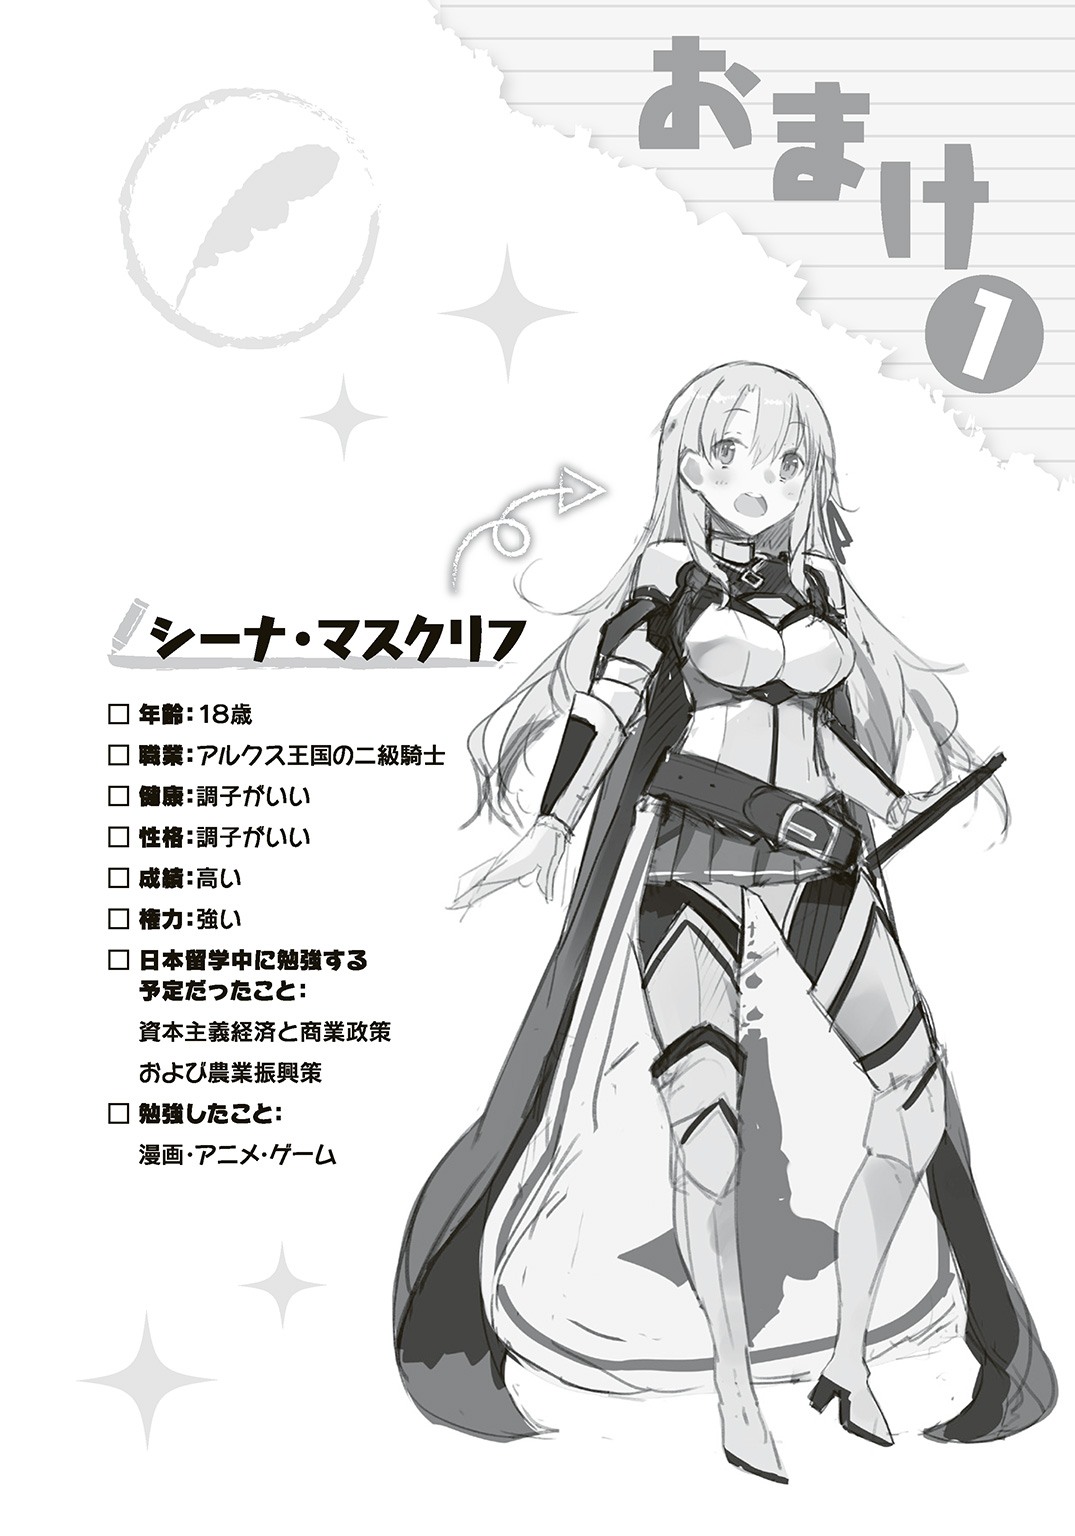 おまけ
1
シーナ・マスクリフ
□ 年齢：18歳
□ 職業：アルクス王国の二級騎士
□ 健康：調子がいい
□ 性格：調子がいい
□ 成績：高い
□ 権力：強い
□ 日本留学中に勉強する
予定だったこと：
資本主義経済と商業政策
および農業振興策
□ 勉強したこと：
漫画・アニメ・ゲーム